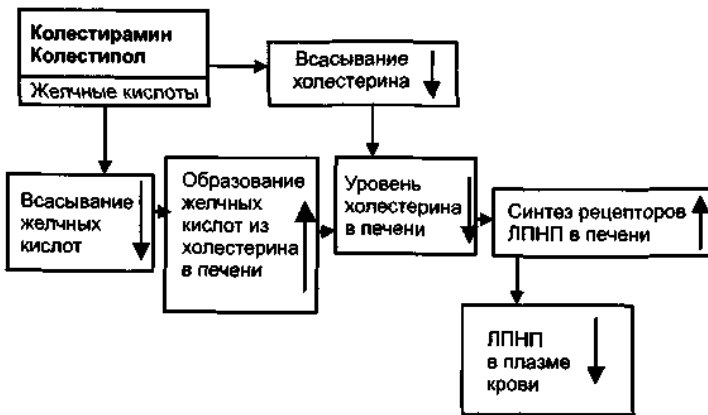 Колестирамин
Колестипол
Желчные кислоты
Всасывание
холестерина
Всасывание
желчных
кислот
Образование
желчных
кислот из
холестерина
в печени
Уровень
холестерина
в печени
Синтез рецепторов
ЛПНП в печени
ЛПНП
в плазме
крови